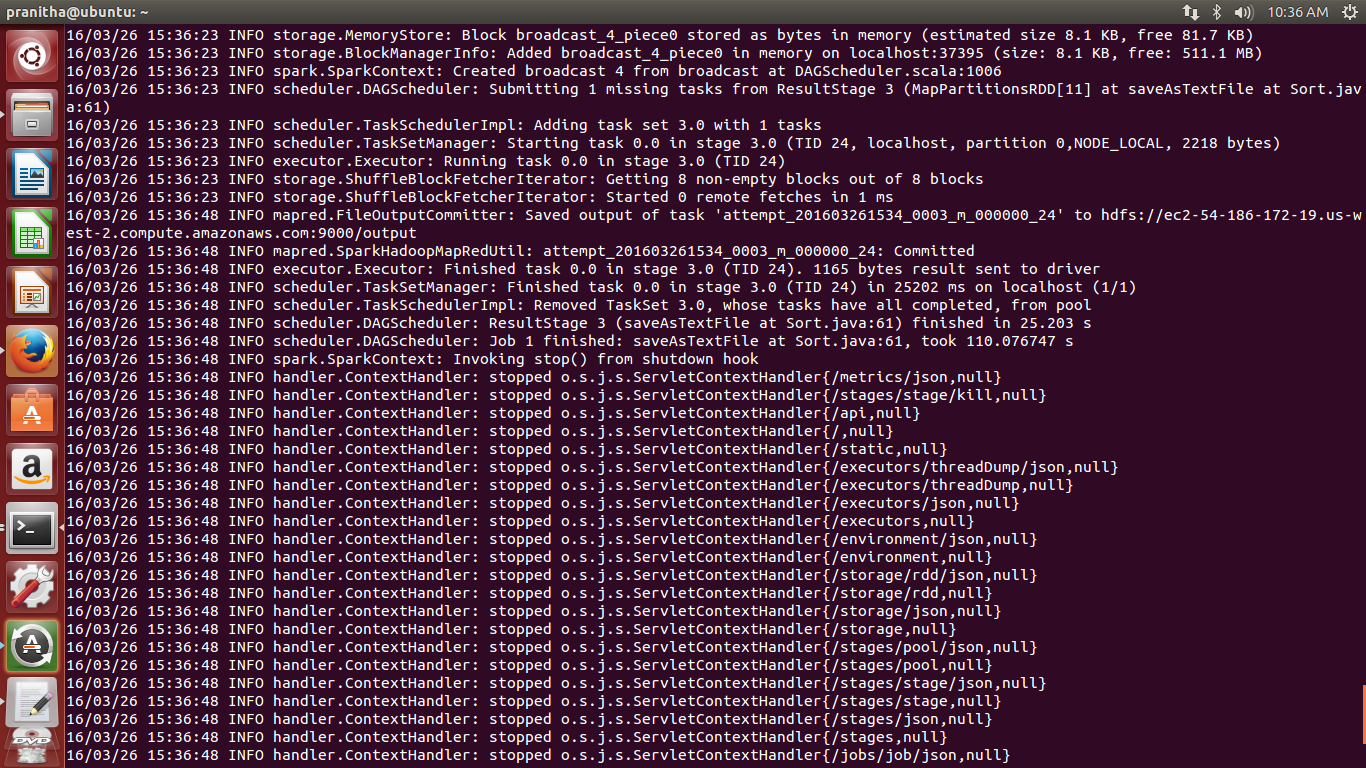 pranitha@ubuntu: ~
10:36 AM
16/03/26 15:36:23 INFO storage.MemoryStore: Block broadcast_4_piece0 stored as bytes in memory (estimated size 8.1 KB, free 81.7 KB)
16/03/26 15:36:23 INFO storage.BlockManagerInfo: Added broadcast_4_piece0 in memory on localhost:37395 (size: 8.1 KB, free: 511.1 MB)
16/03/26 15:36:23 INFO spark.SparkContext: Created broadcast 4 from broadcast at DAGScheduler.scala:1006
16/03/26 15:36:23 INFO scheduler.DAGScheduler: Submitting 1 missing tasks from ResultStage 3 (MapPartitionsRDD[11] at saveAsTextFile at Sort.jav
a:61)
16/03/26 15:36:23 INFO scheduler.TaskSchedulerImpl: Adding task set 3.0 with 1 tasks
16/03/26 15:36:23 INFO scheduler.TaskSetManager: Starting task 0.0 in stage 3.0 (TID 24, localhost, partition 0,NODE_LOCAL, 2218 bytes)
16/03/26 15:36:23 INFO executor.Executor: Running task 0.0 in stage 3.0 (TID 24)
16/03/26 15:36:23 INFO storage.ShuffleBlockFetcherIterator: Getting 8 non-empty blocks out of 8 blocks
16/03/26 15:36:23 INFO storage.ShuffleBlockFetcherIterator: Started 0 remote fetches in 1 ms
16/03/26 15:36:48 INFO mapred.FileOutputCommitter: Saved output of task 'attempt_201603261534_0003_m_000000_24' to hdfs://ec2-54-186-172-19.us-w
est-2.compute.amazonaws.com:9000/output
16/03/26 15:36:48 INFO mapred.SparkHadoopMapRedUtil: attempt_201603261534_0003_m_000000_24: Committed
16/03/26 15:36:48 INFO executor.Executor: Finished task 0.0 in stage 3.0 (TID 24). 1165 bytes result sent to driver
16/03/26 15:36:48 INFO scheduler.TaskSetManager: Finished task 0.0 in stage 3.0 (TID 24) in 25202 ms on localhost (1/1)
16/03/26 15:36:48 INFO scheduler.TaskSchedulerImpl: Removed TaskSet 3.0, whose tasks have all completed, from pool
16/03/26 15:36:48 INFO scheduler.DAGScheduler: ResultStage 3 (saveAsTextFile at Sort.java:61) finished in 25.203 s
16/03/26 15:36:48 INFO scheduler.DAGScheduler: Job 1 finished: saveAsTextFile at Sort.java:61, took 110.076747 s
16/03/26 15:36:48 INFO spark.SparkContext: Invoking stop() from shutdown hook
16/03/26 15:36:48 INFO handler.ContextHandler: stopped o.s.j.s.ServletContextHandler{/metrics/json,null}
16/03/26 15:36:48 INFO handler.ContextHandler: stopped o.s.j.s.ServletContextHandler{/stages/stage/kill,null}
16/03/26 15:36:48 INFO handler.ContextHandler: stopped o.s.j.s.ServletContextHandler{/api,null}
16/03/26 15:36:48 INFO handler.ContextHandler: stopped o.s.j.s.ServletContextHandler{/,null}
16/03/26 15:36:48 INFO handler.ContextHandler: stopped o.s.j.s.ServletContextHandler{/static,null}
16/03/26 15:36:48 INFO handler.ContextHandler: stopped o.s.j.s.ServletContextHandler{/executors/threadDump/json,null}
16/03/26 15:36:48 INFO handler.ContextHandler: stopped o.s.j.s.ServletContextHandler{/executors/threadDump,null}
16/03/26 15:36:48 INFO handler.ContextHandler: stopped o.s.j.s.ServletContextHandler{/executors/json,null}
16/03/26 15:36:48 INFO handler.ContextHandler: stopped o.s.j.s.ServletContextHandler{/executors,null}
16/03/26 15:36:48 INFO handler.ContextHandler: stopped o.s.j.s.ServletContextHandler{/environment/json,null}
16/03/26 15:36:48 INFO handler.ContextHandler: stopped o.s.j.s.ServletContextHandler{/environment,null}
16/03/26 15:36:48 INFO handler.ContextHandler: stopped o.s.j.s.ServletContextHandler{/storage/rdd/json,null}
16/03/26 15:36:48 INFO handler.ContextHandler: stopped o.s.j.s.ServletContextHandler{/storage/rdd,null}
16/03/26 15:36:48 INFO handler.ContextHandler: stopped o.s.j.s.ServletContextHandler{/storage/json,null}
16/03/26 15:36:48 INFO handler.ContextHandler: stopped o.s.j.s.ServletContextHandler{/storage,null}
16/03/26 15:36:48 INFO handler.ContextHandler: stopped o.s.j.s.ServletContextHandler{/stages/pool/json,null}
16/03/26 15:36:48 INFO handler.ContextHandler: stopped o.s.j.s.ServletContextHandler{/stages/pool,null}
16/03/26 15:36:48 INFO handler.ContextHandler: stopped o.s.j.s.ServletContextHandler{/stages/stage/json,null}
16/03/26 15:36:48 INFO handler.ContextHandler: stopped o.s.j.s.ServletContextHandler{/stages/stage,null}
16/03/26 15:36:48 INFO handler.ContextHandler: stopped o.s.j.s.ServletContextHandler{/stages/json,null}
16/03/26 15:36:48 INFO handler.ContextHandler: stopped o.s.j.s.ServletContextHandler{/stages,null}
16/03/26 15:36:48 INFO handler.ContextHandler: stopped o.s.j.s.ServletContextHandler{/jobs/job/json,null}
DVD